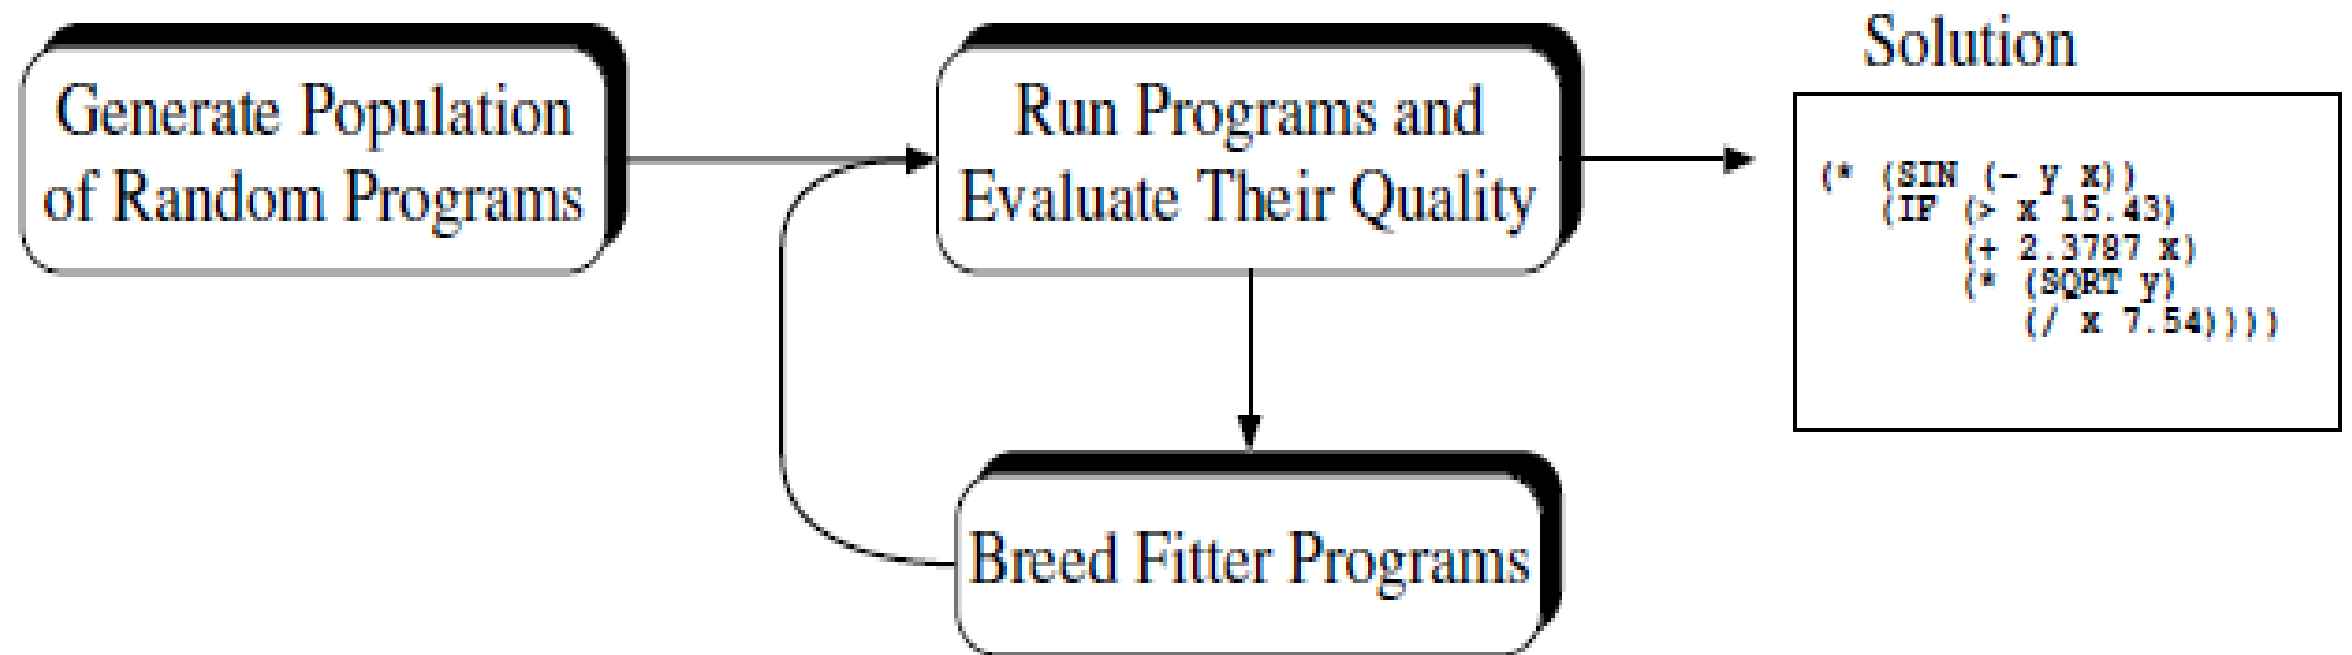 Generate Population
of Random Programs
Run Programs and
Evaluate Their Quality
Breed Fitter Programs
Solution
(* (SIN (- y x))
(IF (> x 15.43)
(+ 2.3787 x)
(* (SQRT y)
(/ x 7.54))))